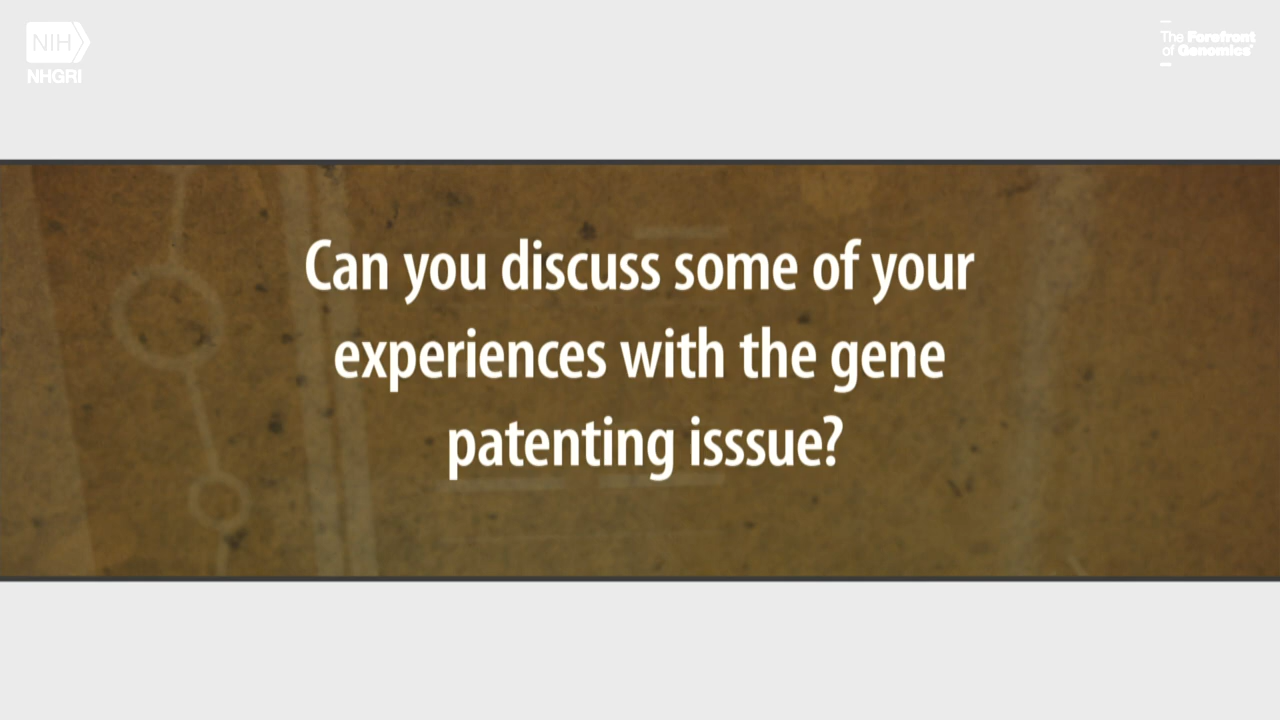 NIH
NHGRI
The Forefront
of Genomics®
Can you discuss some of your
experiences with the gene
patenting isssue?